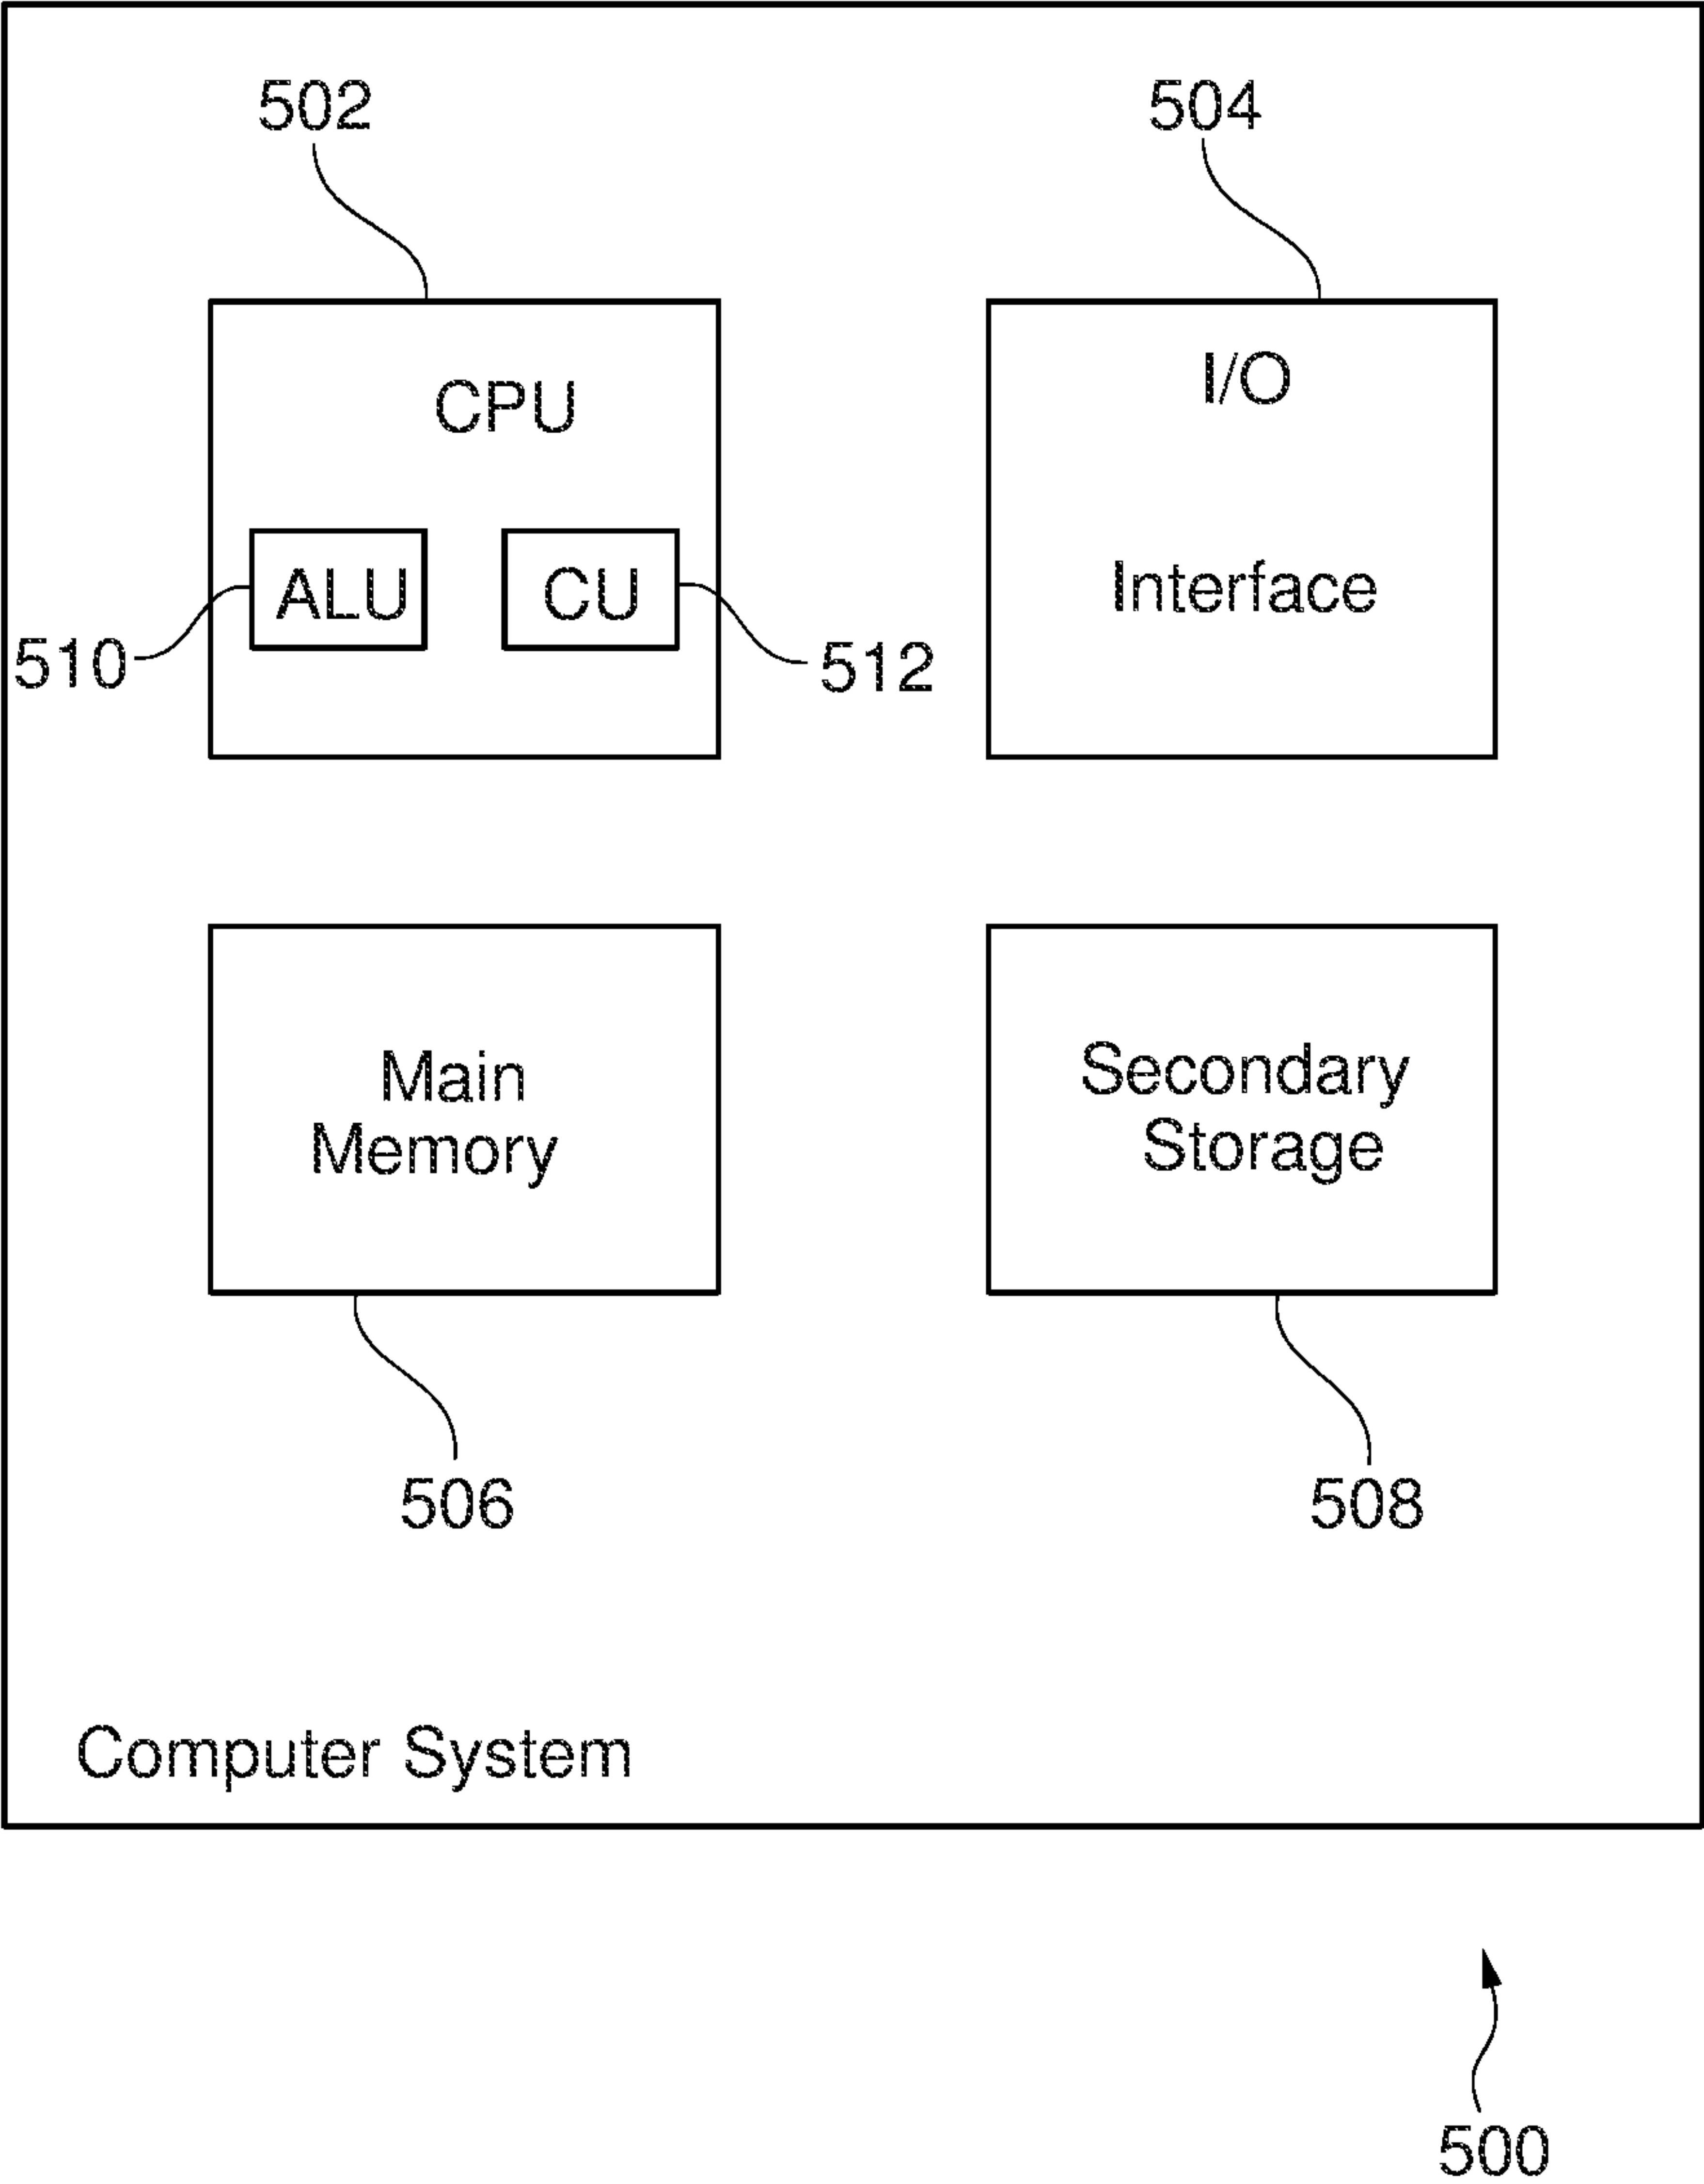 502
504
CPU
I/O
ALU
CU
Interface
510
512
Main
Memory
Secondary
Storage
506
508
Computer System
500